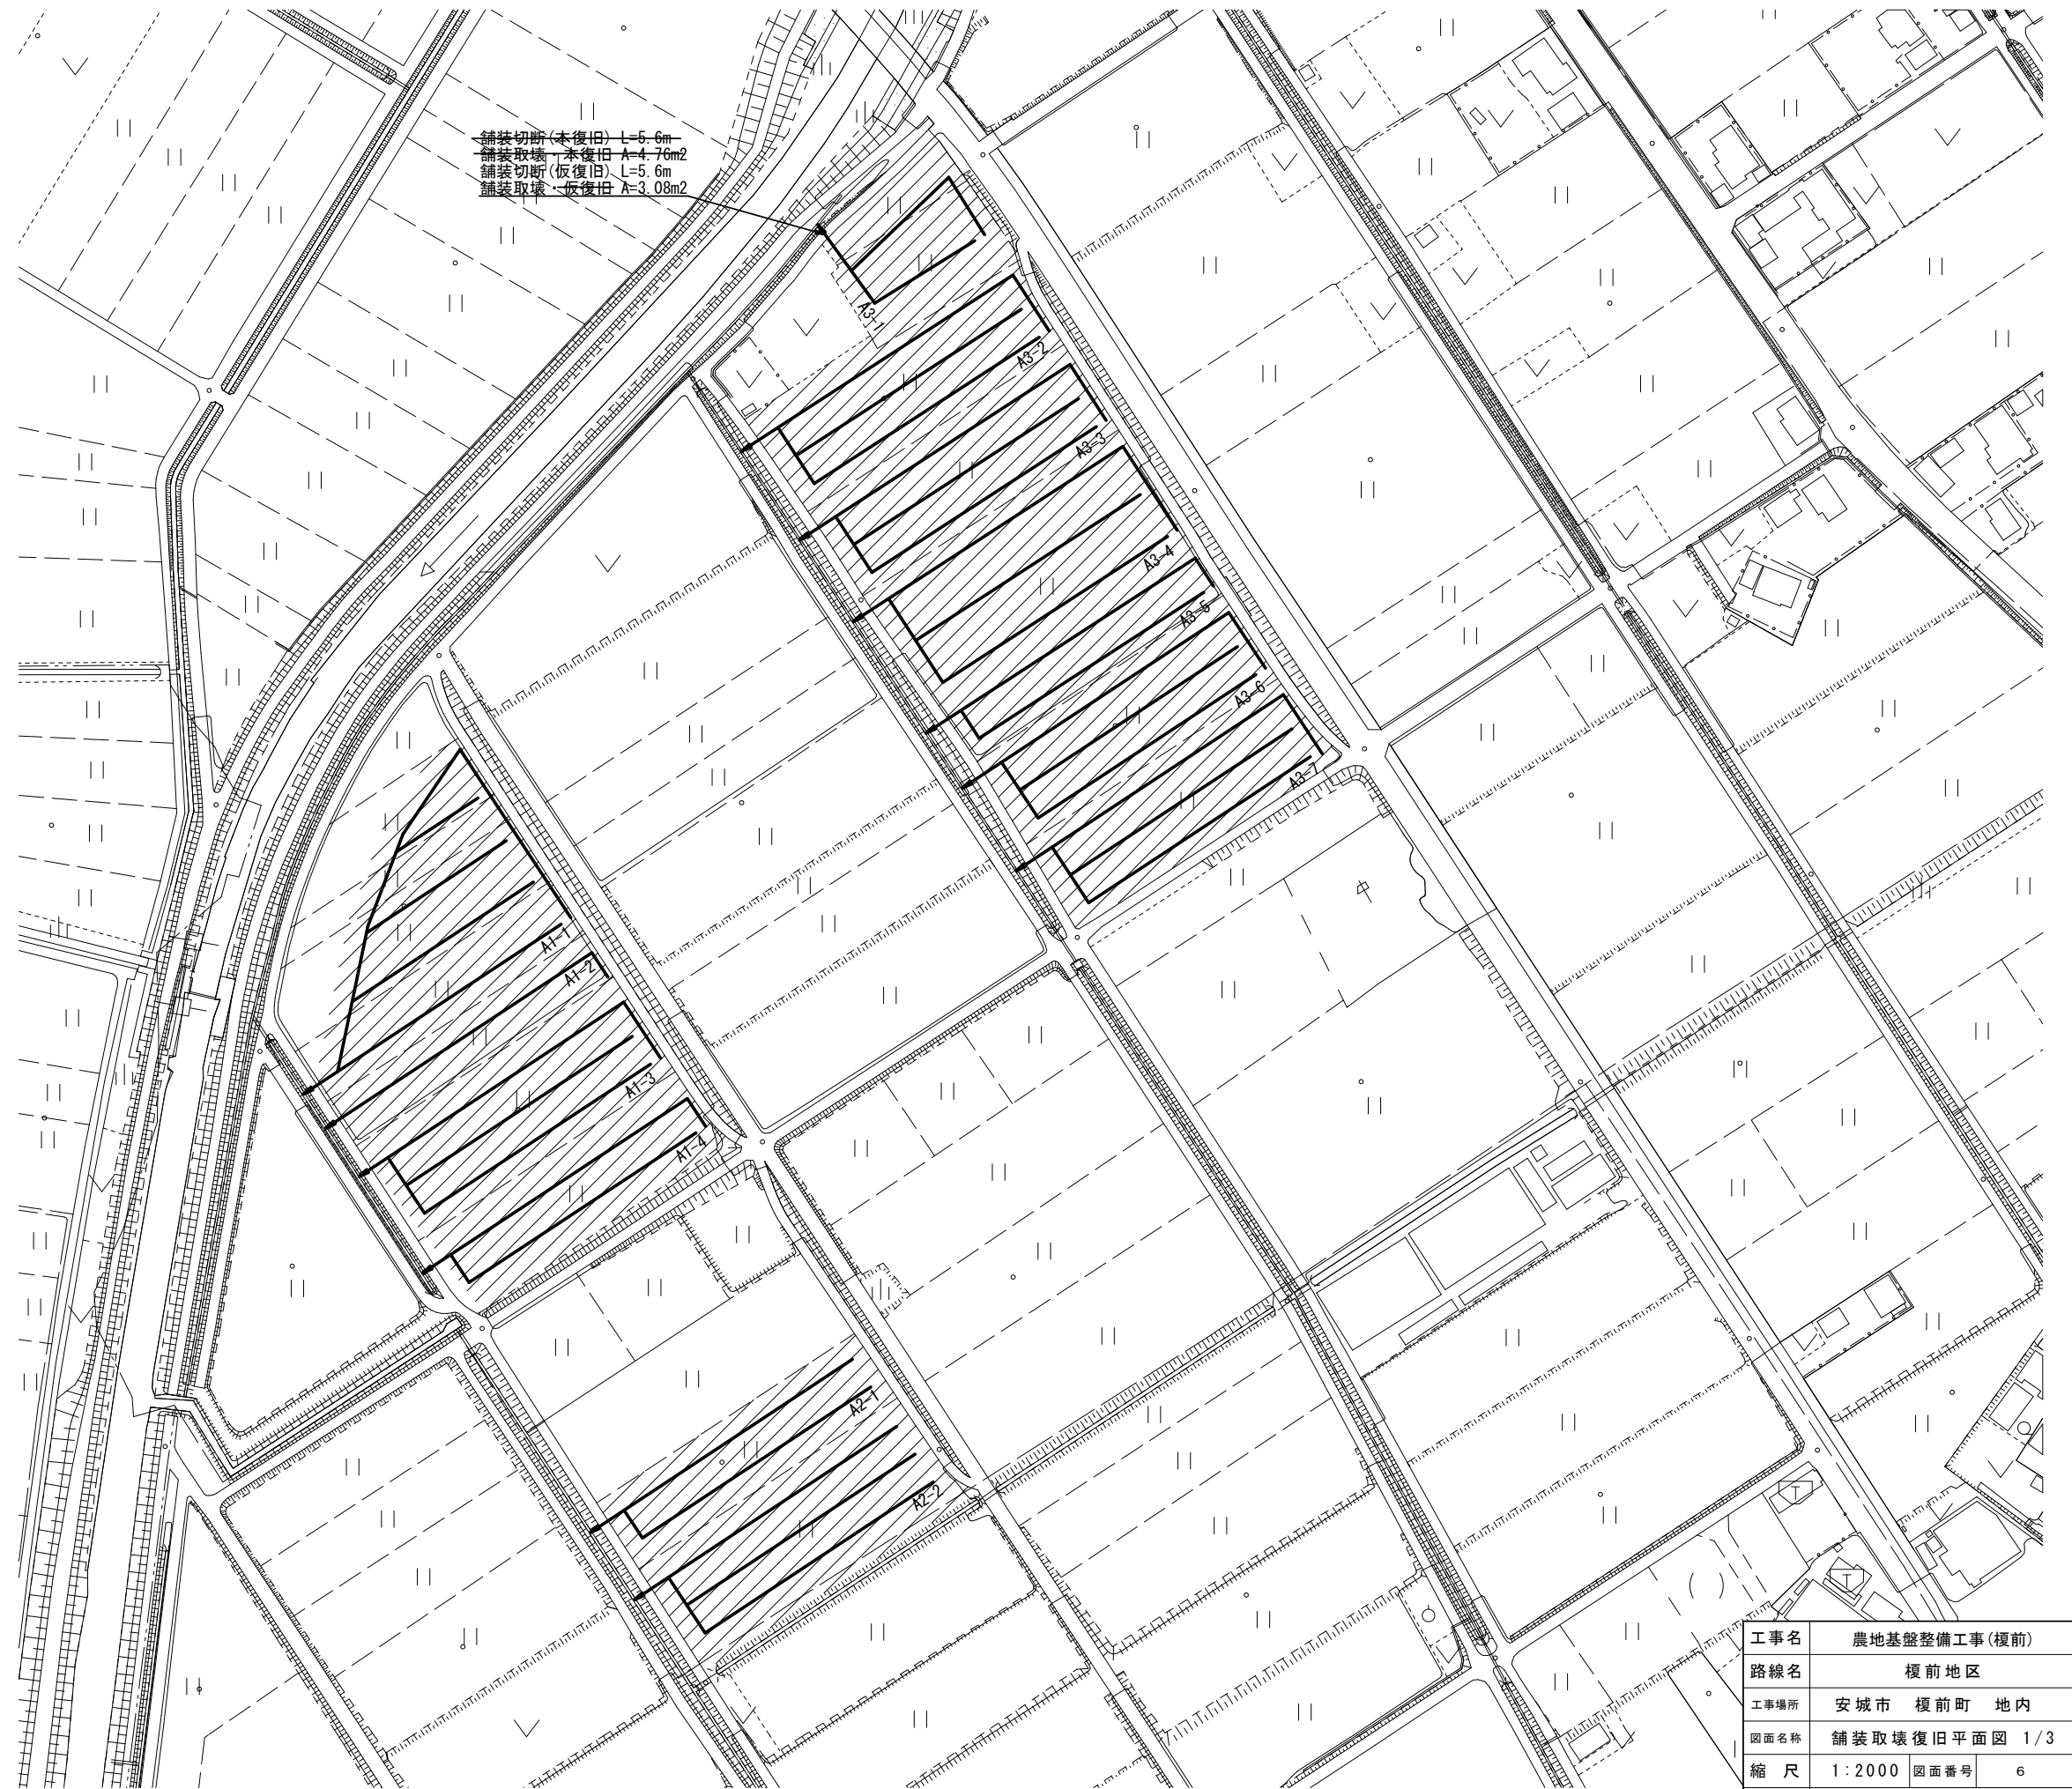 舗装切断(本復旧) L=5.6m
舗装取壊・本復旧 A=4.76m2
舗装切断(仮復旧) L=5.6m
舗装取壊・仮復旧 A=3.08m2
A3-1
A3-2
A3-3
A3-4
A3-5
A3-6
A3-7
A1-1
A1-2
A1-3
A1-4
A2-1
A2-2
工事名 農地基盤整備工事(榎前)
路線名 榎前地区
工事場所 安城市 榎前町 地内
図面名称 舗装取壊復旧平面図 1/3
縮尺 1:2000 図面番号 6